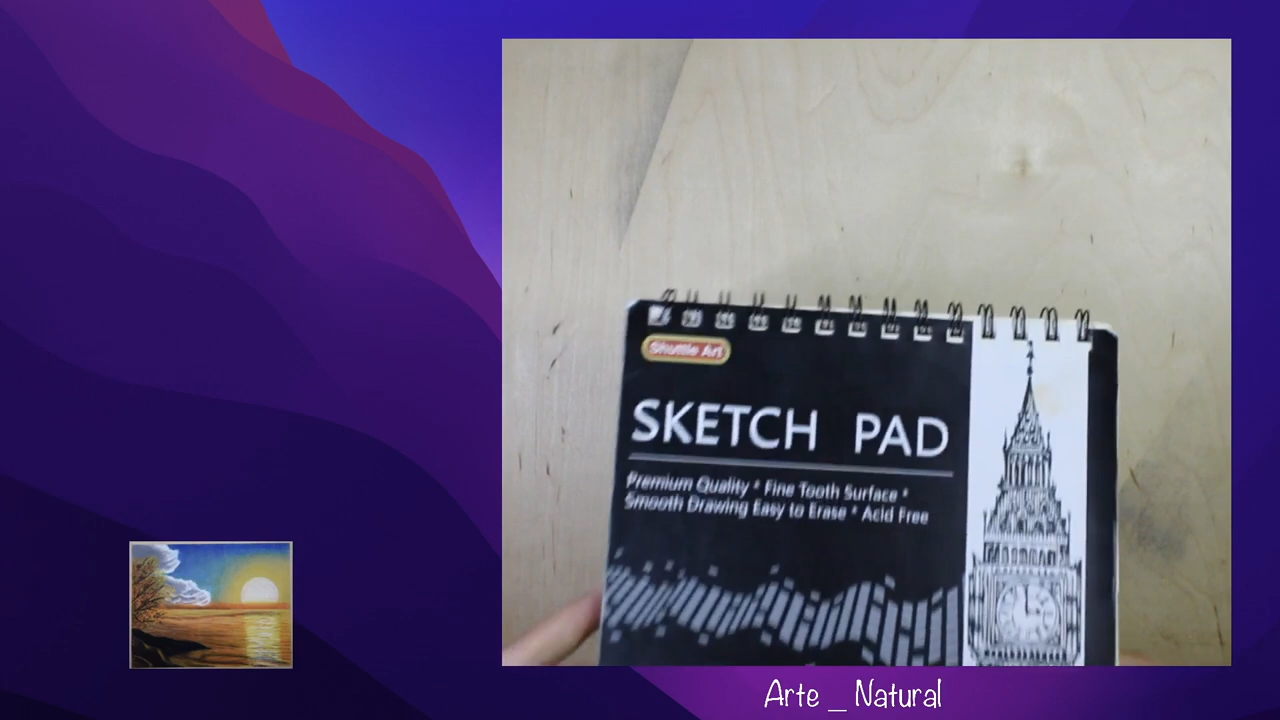 Shuttle Art
SKETCH PAD
Premium Quality * Fine Tooth Surface *
Smooth Drawing Easy to Erase * Acid Free
Arte _ Natural